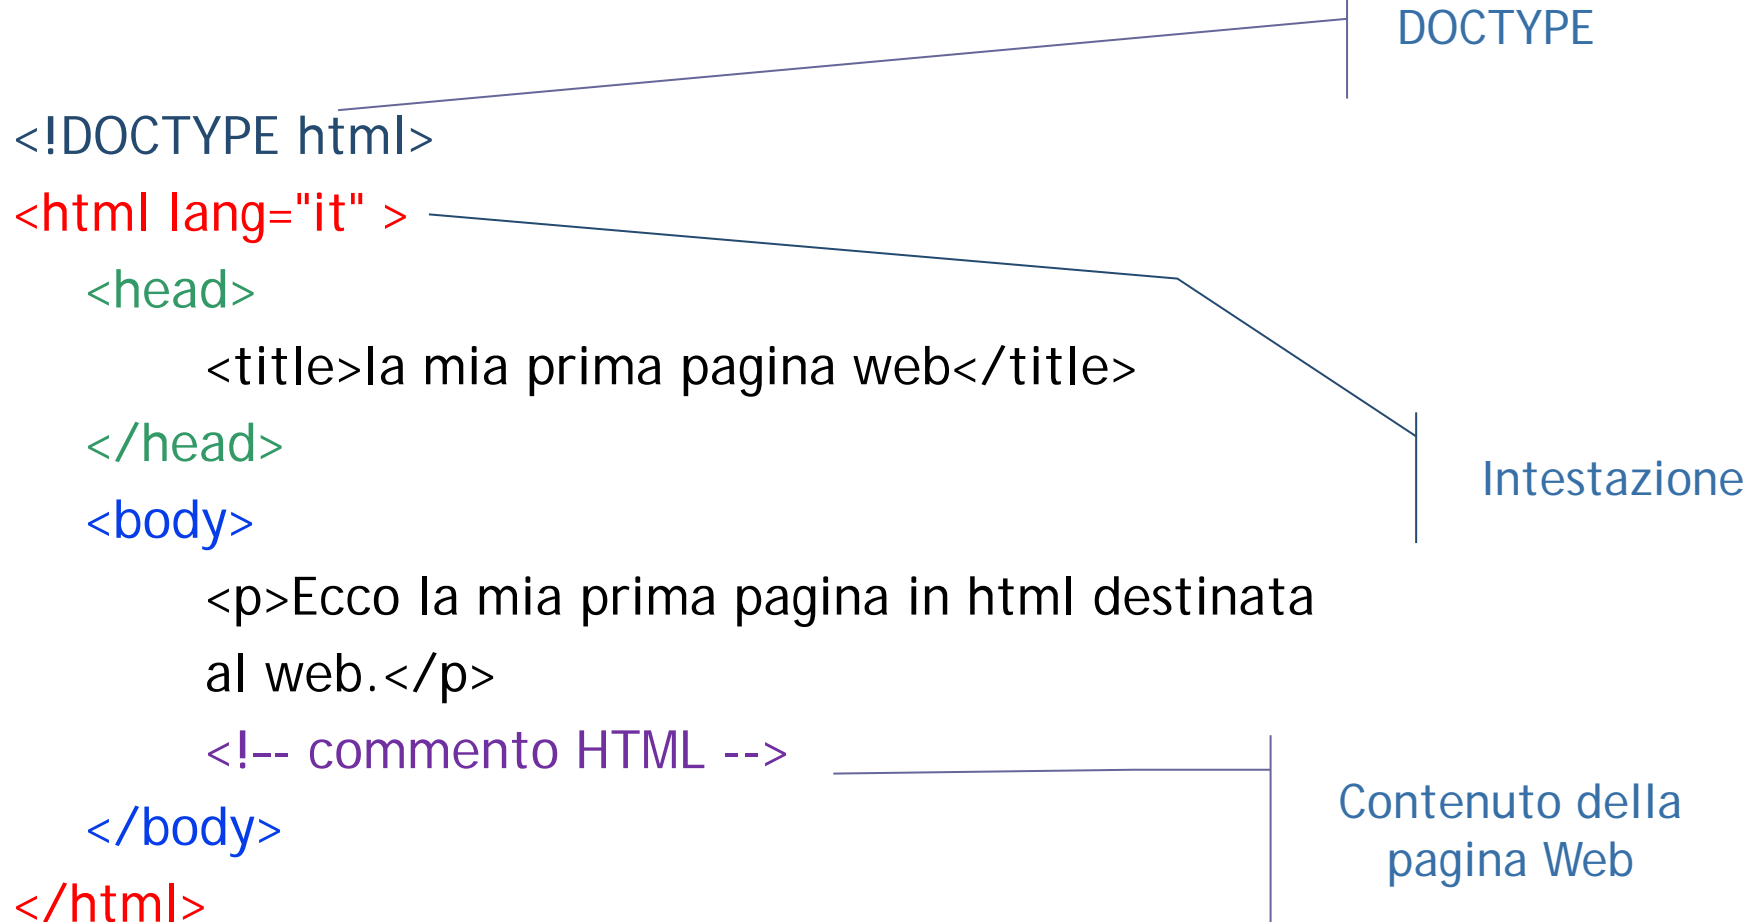 DOCTYPE
<!DOCTYPE html>
<html lang="it" >
<head>
<title>la mia prima pagina web</title>
</head>
Intestazione
<body>
<p>Ecco la mia prima pagina in html destinata
al web.</p>
<!–- commento HTML -->
Contenuto della
pagina Web
</body>
</html>